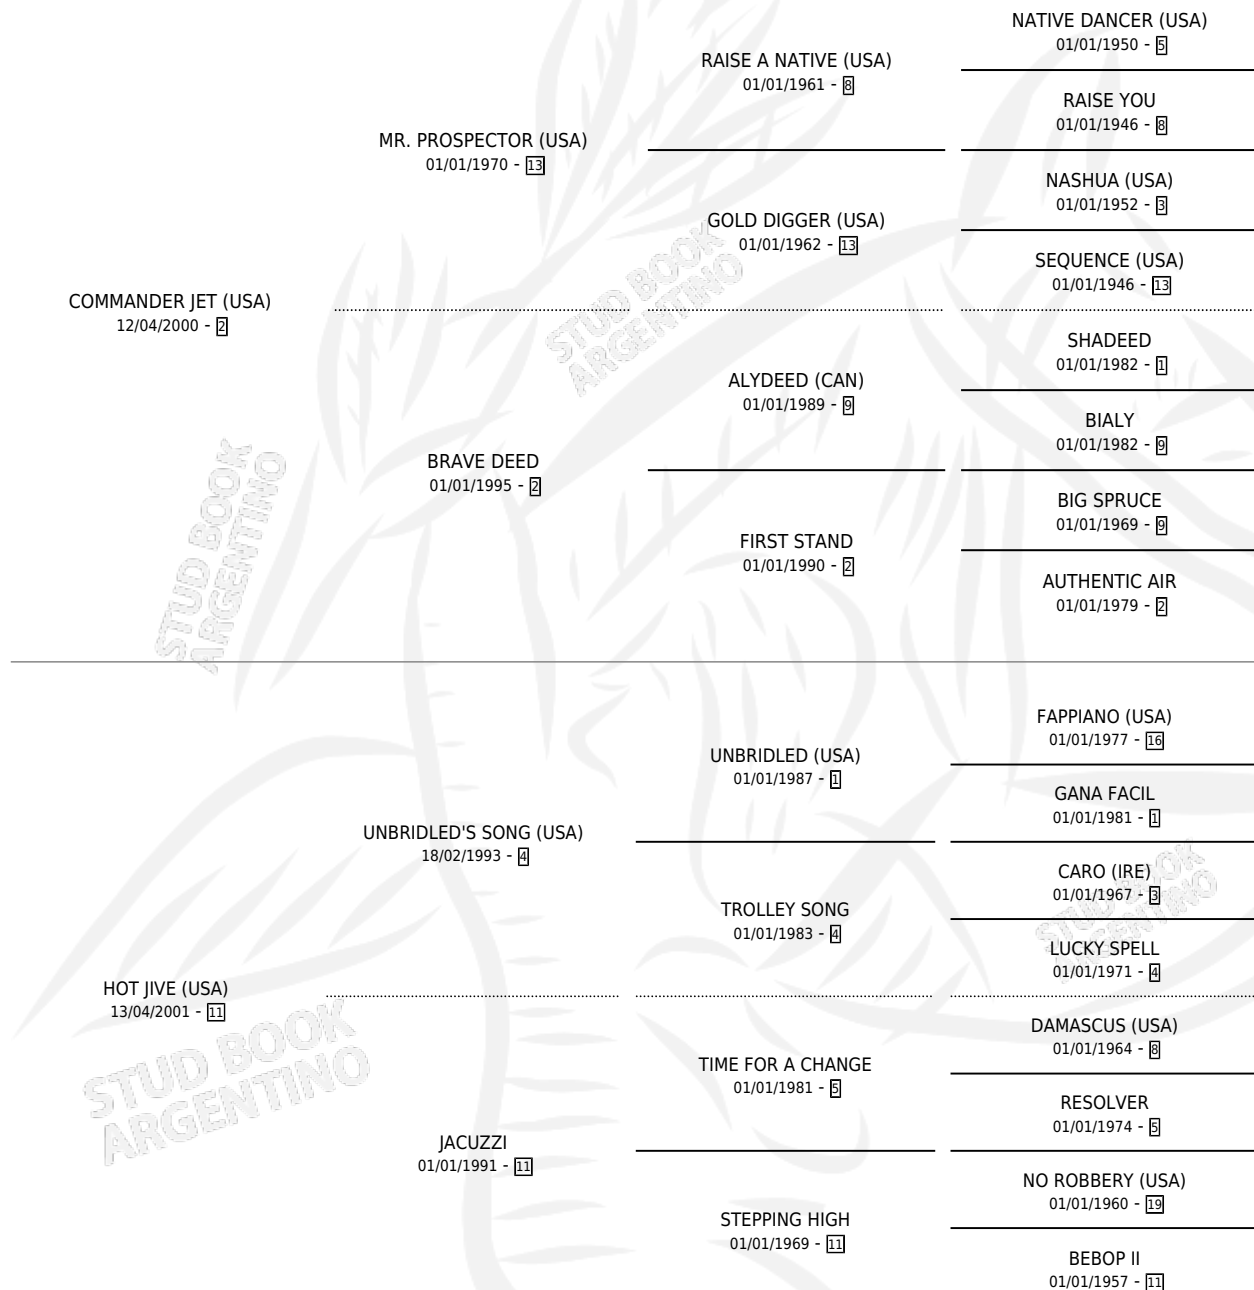 NATIVE DANCER (USA)
01/01/1950 - 5
RAISE A NATIVE (USA)
01/01/1961 - 8
RAISE YOU
01/01/1946 - 8
MR. PROSPECTOR (USA)
01/01/1970 - 13
NASHUA (USA)
01/01/1952 - 3
GOLD DIGGER (USA)
01/01/1962 - 13
SEQUENCE (USA)
01/01/1946 - 13
COMMANDER JET (USA)
12/04/2000 - 2
STUD BOOK
ARGENTINO
SHADEED
01/01/1982 - 1
ALYDEED (CAN)
01/01/1989 - 9
BIALY
01/01/1982 - 9
BRAVE DEED
01/01/1995 - 2
BIG SPRUCE
01/01/1969 - 9
FIRST STAND
01/01/1990 - 2
AUTHENTIC AIR
01/01/1979 - 2
STUD BOOK
ARGENTINO
FAPPIANO (USA)
01/01/1977 - 16
UNBRIDLED (USA)
01/01/1987 - 1
GANA FACIL
01/01/1981 - 1
UNBRIDLED'S SONG (USA)
18/02/1993 - 4
CARO (IRE)
01/01/1967 - 3
TROLLEY SONG
01/01/1983 - 4
LUCKY SPELL
01/01/1971 - 4
STUD BOOK
ARGENTINO
HOT JIVE (USA)
13/04/2001 - 11
STUD BOOK
ARGENTINO
DAMASCUS (USA)
01/01/1964 - 8
TIME FOR A CHANGE
01/01/1981 - 5
RESOLVER
01/01/1974 - 5
JACUZZI
01/01/1991 - 11
NO ROBBERY (USA)
01/01/1960 - 19
STEPPING HIGH
01/01/1969 - 11
BEBOP II
01/01/1957 - 11